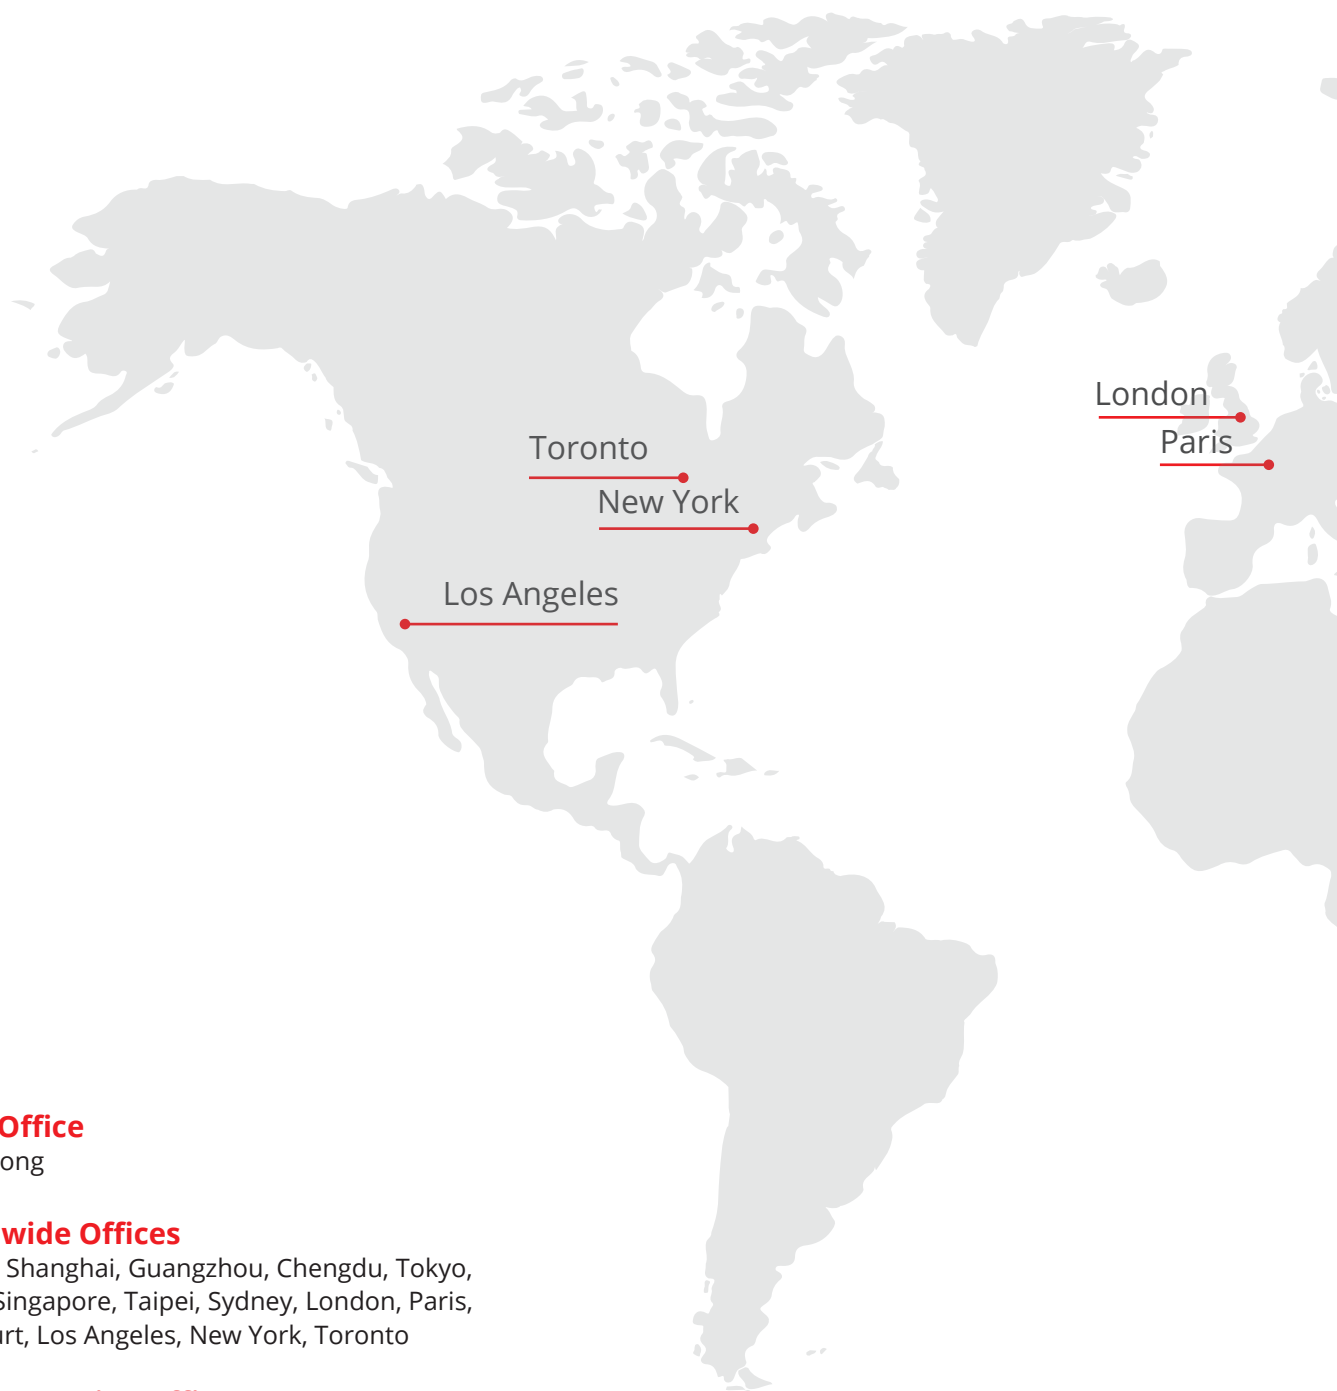 London
Paris
Toronto
New York
Los Angeles
Office
ong
wide Offices
Shanghai, Guangzhou, Chengdu, Tokyo,
Singapore, Taipei, Sydney, London, Paris,
urt, Los Angeles, New York, Toronto